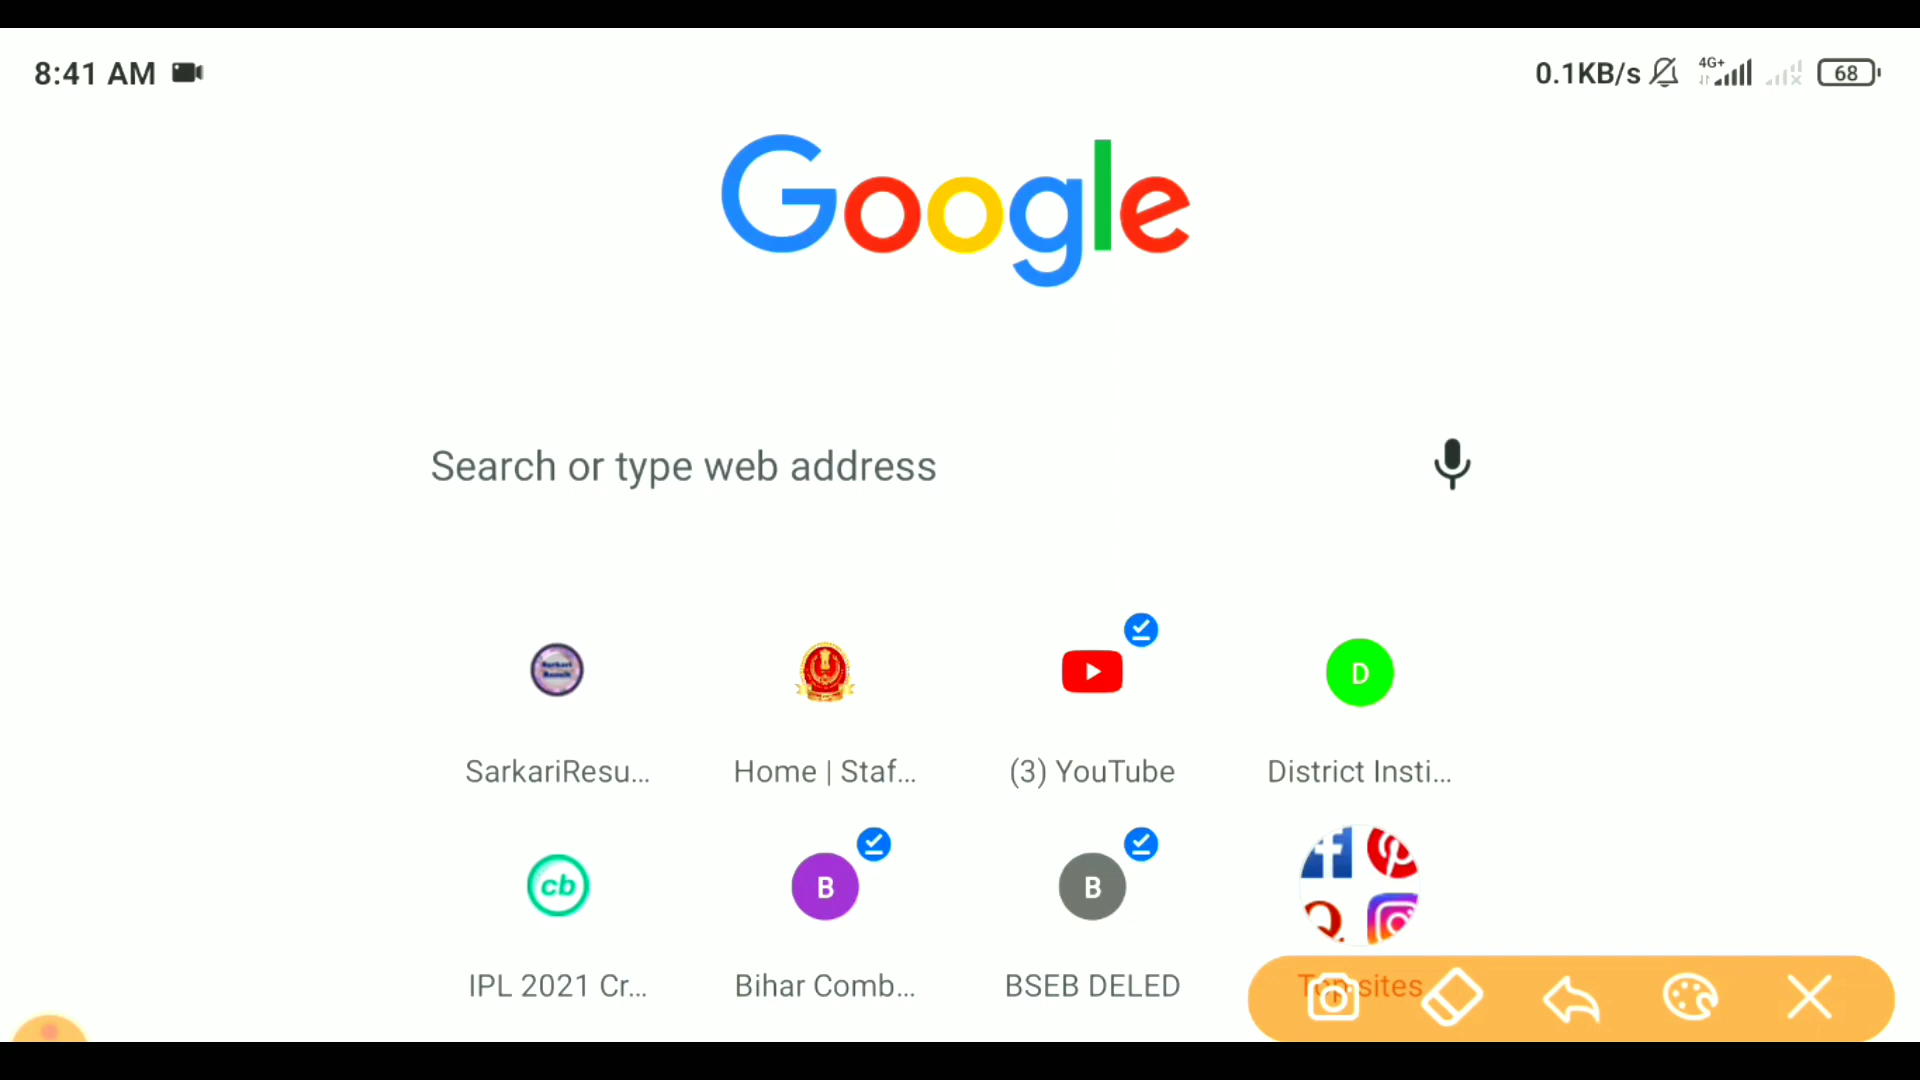 8:41 AM
0.1KB/s 4G+ 68
Google
Search or type web address
SarkariResu...
Home | Staf...
(3) YouTube
D
District Insti...
cb
IPL 2021 Cr...
B
Bihar Comb...
B
BSEB DELED
sites